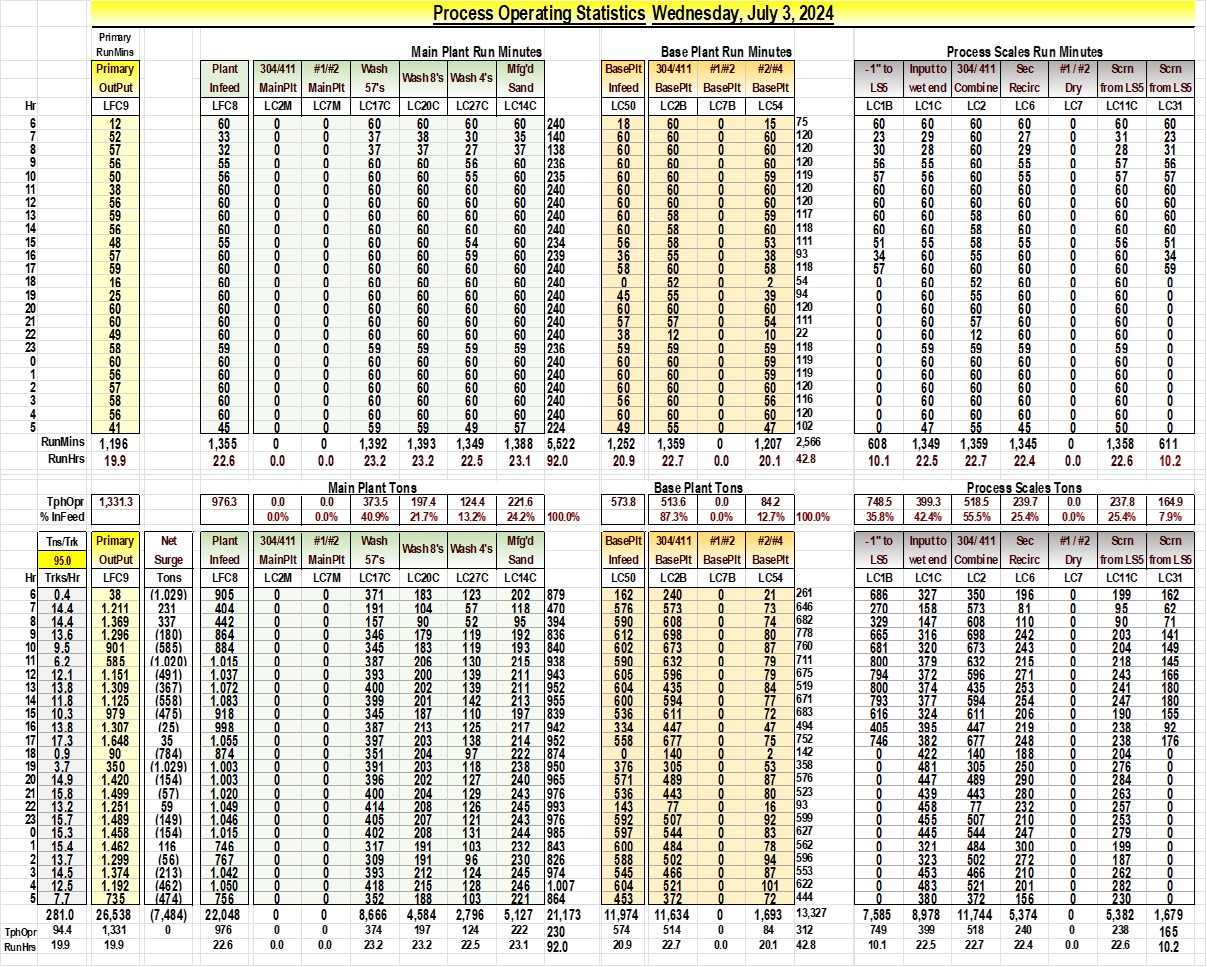 Process Operating Statistics Wednesday, July 3, 2024
Primary
RunMins Main Plant Run Minutes Base Plant Run Minutes Process Scales Run Minutes
Primary Plant 304/411 #1/#2 Wash Wash 8's Wash 4's Mfg'd BasePlt 304/411 #1/#2 #2/#4 -1" to Input to 304/ 411 Sec #1 / #2 Scrn Scrn
OutPut Infeed MainPlt MainPlt 57's Sand Infeed BasePlt BasePlt BasePlt LS5 wet end Combine Recirc Dry from LS5 from LS5
Hr LFC9 LFC8 LC2M LC7M LC17C LC20C LC27C LC14C LC50 LC2B LC7B LC54 LC1B LC1C LC2 LC6 LC7 LC11C LC31
6 12 60 0 0 60 60 60 60 240 18 60 0 15 75 60 60 60 60 0 60 60
7 52 33 0 0 37 38 30 35 140 60 60 0 60 120 23 29 60 27 0 31 23
8 57 32 0 0 37 37 27 37 138 60 60 0 60 120 30 28 60 29 0 28 31
9 56 55 0 0 60 60 56 60 236 60 60 0 60 120 56 55 60 55 0 57 56
10 50 56 0 0 60 60 55 60 235 60 60 0 59 119 57 56 60 55 0 57 57
11 38 60 0 0 60 60 60 60 240 60 60 0 60 120 60 60 60 60 0 60 60
12 56 60 0 0 60 60 60 60 240 60 60 0 60 120 60 60 60 60 0 60 60
13 59 60 0 0 60 60 60 60 240 60 58 0 59 117 60 60 58 60 0 60 60
14 56 60 0 0 60 60 60 60 240 60 58 0 60 118 60 60 58 60 0 60 60
15 48 55 0 0 60 60 54 60 234 56 58 0 53 111 51 55 58 55 0 56 51
16 57 60 0 0 60 60 59 60 239 36 55 0 38 93 34 60 55 60 0 60 34
17 59 60 0 0 60 60 60 60 240 58 60 0 58 118 57 60 60 60 0 60 59
18 16 60 0 0 60 60 60 60 240 0 52 0 2 54 0 60 52 60 0 60 0
19 25 60 0 0 60 60 60 60 240 45 55 0 39 94 0 60 55 60 0 60 0
20 60 60 0 0 60 60 60 60 240 60 60 0 60 120 0 60 60 60 0 60 0
21 60 60 0 0 60 60 60 60 240 57 57 0 54 111 0 60 57 60 0 60 0
22 49 60 0 0 60 60 60 60 240 38 12 0 10 22 0 60 12 60 0 60 0
23 58 59 0 0 59 59 59 59 236 59 59 0 59 118 0 59 59 59 0 59 0
0 60 60 0 0 60 60 60 60 240 60 60 0 59 119 0 60 60 60 0 60 0
1 56 60 0 0 60 60 60 60 240 60 60 0 59 119 0 60 60 60 0 60 0
2 57 60 0 0 60 60 60 60 240 60 60 0 60 120 0 60 60 60 0 60 0
3 58 60 0 0 60 60 60 60 240 56 60 0 56 116 0 60 60 60 0 60 0
4 56 60 0 0 60 60 60 60 240 60 60 0 60 120 0 60 60 60 0 60 0
5 41 45 0 0 59 59 49 57 224 49 55 0 47 102 0 47 55 45 0 50 0
RunMins 1,196 1,355 0 0 1,392 1,393 1,349 1,388 5,522 1,252 1,359 0 1,207 2,566 608 1,349 1,359 1,345 0 1,358 611
RunHrs 19.9 22.6 0.0 0.0 23.2 23.2 22.5 23.1 92.0 20.9 22.7 0.0 20.1 42.8 10.1 22.5 22.7 22.4 0.0 22.6 10.2
Main Plant Tons Base Plant Tons Process Scales Tons
TphOpr 1,331.3 976.3 0.0 0.0 373.5 197.4 124.4 221.6 573.8 513.6 0.0 84.2 748.5 399.3 518.5 239.7 0.0 237.8 164.9
% InFeed 0.0% 0.0% 40.9% 21.7% 13.2% 24.2% 100.0% 87.3% 0.0% 12.7% 100.0% 35.8% 42.4% 55.5% 25.4% 0.0% 25.4% 7.9%
Tns/Trk Primary Net Plant 304/411 #1/#2 Wash Wash 8's Wash 4's Mfg'd BasePlt 304/411 #1/#2 #2/#4 -1" to Input to 304/ 411 Sec #1 / #2 Scrn Scrn
95.0 OutPut Surge Infeed MainPlt MainPlt 57's Sand Infeed BasePlt BasePlt BasePlt LS5 wet end Combine Recirc Dry from LS5 from LS5
Hr Trks/Hr LFC9 Tons LFC8 LC2M LC7M LC17C LC20C LC27C LC14C LC50 LC2B LC7B LC54 LC1B LC1C LC2 LC6 LC7 LC11C LC31
6 0.4 38 (1,029) 905 0 0 371 183 123 202 879 162 240 0 21 261 686 327 350 196 0 199 162
7 14.4 1,211 231 404 0 0 191 104 57 118 470 576 573 0 73 646 270 158 573 81 0 95 62
8 14.4 1,369 337 442 0 0 157 90 52 95 394 590 608 0 74 682 329 147 608 110 0 90 71
9 13.6 1,296 (180) 864 0 0 346 179 119 192 836 612 698 0 80 778 665 316 698 242 0 203 141
10 9.5 901 (585) 884 0 0 345 183 119 193 840 602 673 0 87 760 681 320 673 243 0 204 149
11 6.2 585 (1,020) 1,015 0 0 387 206 130 215 938 590 632 0 79 711 800 379 632 215 0 218 145
12 12.1 1,151 (491) 1,037 0 0 393 200 139 211 943 605 596 0 79 675 794 372 596 271 0 243 166
13 13.8 1,309 (367) 1,072 0 0 400 202 139 211 952 604 435 0 84 519 800 374 435 253 0 241 180
14 11.8 1,125 (558) 1,083 0 0 399 201 142 213 955 600 594 0 77 671 793 377 594 254 0 247 180
15 10.3 979 (475) 918 0 0 345 187 110 197 839 536 611 0 72 683 616 324 611 206 0 190 155
16 13.8 1,307 (25) 998 0 0 387 213 125 217 942 334 447 0 47 494 405 395 447 219 0 238 92
17 17.3 1,648 35 1,055 0 0 397 203 138 214 952 558 677 0 75 752 746 382 677 248 0 238 176
18 0.9 90 (784) 874 0 0 351 204 97 222 874 0 140 0 2 142 0 422 140 188 0 204 0
19 3.7 350 (1,029) 1,003 0 0 391 203 118 238 950 376 305 0 53 358 0 481 305 250 0 276 0
20 14.9 1,420 (154) 1,003 0 0 396 202 127 240 965 571 489 0 87 576 0 447 489 290 0 284 0
21 15.8 1,499 (57) 1,020 0 0 400 204 129 243 976 536 443 0 80 523 0 439 443 280 0 263 0
22 13.2 1,251 59 1,049 0 0 414 208 126 245 993 143 77 0 16 93 0 458 77 232 0 257 0
23 15.7 1,489 (149) 1,046 0 0 405 207 121 243 976 592 507 0 92 599 0 455 507 210 0 253 0
0 15.3 1,458 (154) 1,015 0 0 402 208 131 244 985 597 544 0 83 627 0 445 544 247 0 279 0
1 15.4 1,462 116 746 0 0 317 191 103 232 843 600 484 0 78 562 0 321 484 300 0 199 0
2 13.7 1,299 (56) 767 0 0 309 191 96 230 826 588 502 0 94 596 0 323 502 272 0 187 0
3 14.5 1,374 (213) 1,042 0 0 392 212 124 245 974 545 466 0 87 553 0 453 466 210 0 262 0
4 12.5 1,192 (462) 1,050 0 0 418 215 128 246 1,007 604 521 0 101 622 0 483 521 201 0 282 0
5 7.7 735 (474) 756 0 0 352 188 103 221 864 453 372 0 72 444 0 380 372 156 0 230 0
281.0 26,538 (7,484) 22,048 0 0 8,666 4,584 2,796 5,127 21,173 11,974 11,634 0 1,693 13,327 7,585 8,978 11,744 5,374 0 5,382 1,679
TphOpr 94.4 1,331 0 976 0 0 374 197 124 222 230 574 514 0 84 312 749 399 518 240 0 238 165
RunHrs 19.9 19.9 22.6 0.0 0.0 23.2 23.2 22.5 23.1 92.0 20.9 22.7 0.0 20.1 42.8 10.1 22.5 22.7 22.4 0.0 22.6 10.2